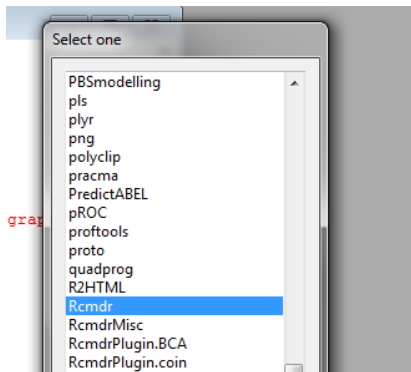 Select one
PBSmodelling
pls
plyr
png
polyclip
pracma
PredictABEL
pROC
proftools
proto
quadprog
R2HTML
Rcmdr
RcmdrMisc
RcmdrPlugin.BCA
RcmdrPlugin.coin